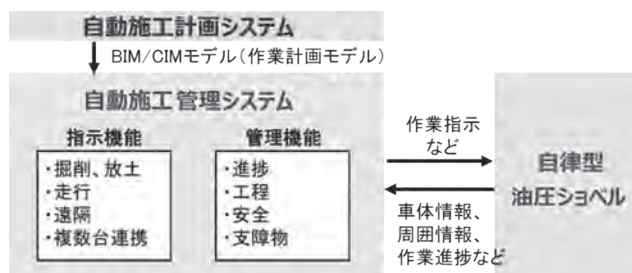 自動施工計画システム
BIM/CIMモデル（作業計画モデル）
自動施工管理システム
指示機能
・掘削、放土
・走行
・遠隔
・複数台連携
管理機能
・進捗
・工程
・安全
・支障物
作業指示
など
車体情報、
周囲情報、
作業進捗など
自律型
油圧ショベル